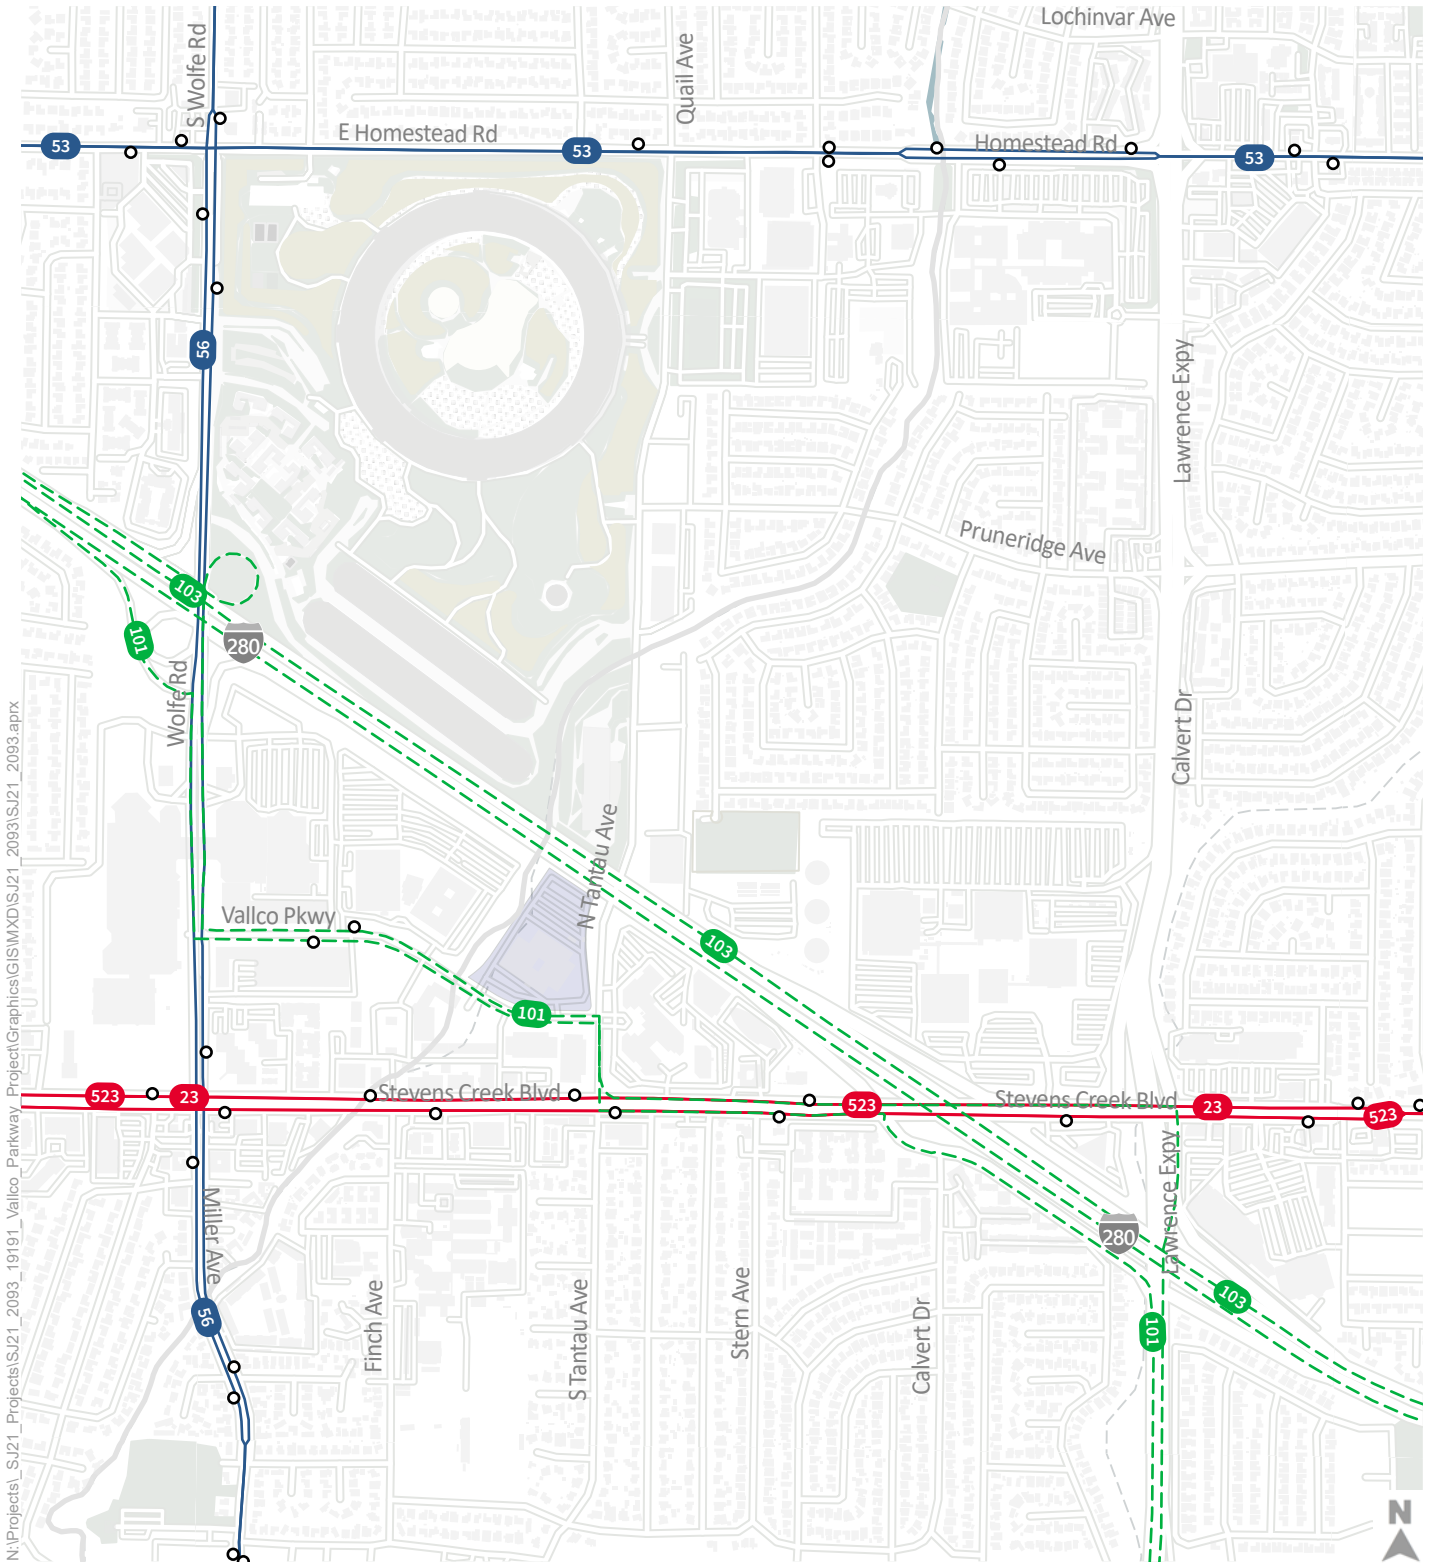 Lochinvar Ave
S Wolfe Rd
Quail Ave
E Homestead Rd
Homestead Rd
53
53
53
56
Lawrence Expy
Pruneridge Ave
103
101
280
Wolfe Rd
Calvert Dr
N Tantau Ave
Vallco Pkwy
103
101
Stevens Creek Blvd
Stevens Creek Blvd
523
23
523
23
523
Miller Ave
Lawrence Expy
280
103
56
Finch Ave
S Tantau Ave
Stern Ave
Calvert Dr
101
N
N:\Projects\_SJ21_Projects\SJ21_2093_19191_Vallco_Parkway_Project\Graphics\GIS\MXD\SJ21_2093\SJ21_2093.aprx